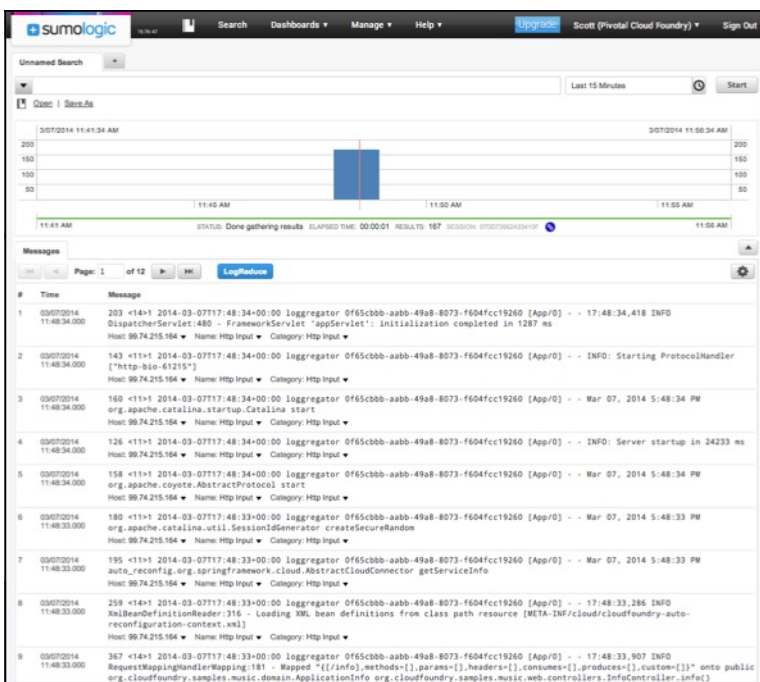 sumologic Search Dashboards ▾ Manage ▾ Help ▾ Upgrade Scott (Pivotal Cloud Foundry) ▾ Sign Out
Unnamed Search +
Last 15 Minutes Start
Open | Save As
3/07/2014 11:41:34 AM 3/07/2014 11:56:34 AM
200 200
150 150
100 100
50 50
11:45 AM 11:50 AM 11:55 AM
11:41 AM STATUS: Done gathering results ELAPSED TIME: 00:00:01 RESULTS: 167 SESSION: 11:56 AM
Messages
Page: 1 of 12 LogReduce
# Time Message
1 03/07/2014 203 <14>1 2014-03-07T17:48:34+00:00 loggregator 0f65cbbb-aabb-49a8-8073-f604fcc19260 [App/0] - - 17:48:34,418 INFO
11:48:34.000 DispatcherServlet:480 - FrameworkServlet 'appServlet': initialization completed in 1287 ms
Host: 99.74.215.164 ▾ Name: Http Input ▾ Category: Http Input ▾
2 03/07/2014 143 <11>1 2014-03-07T17:48:34+00:00 loggregator 0f65cbbb-aabb-49a8-8073-f604fcc19260 [App/0] - - INFO: Starting ProtocolHandler
11:48:34.000 ["http-bio-61215"]
Host: 99.74.215.164 ▾ Name: Http Input ▾ Category: Http Input ▾
3 03/07/2014 160 <11>1 2014-03-07T17:48:34+00:00 loggregator 0f65cbbb-aabb-49a8-8073-f604fcc19260 [App/0] - - Mar 07, 2014 5:48:34 PM
11:48:34.000 org.apache.catalina.startup.Catalina start
Host: 99.74.215.164 ▾ Name: Http Input ▾ Category: Http Input ▾
4 03/07/2014 126 <11>1 2014-03-07T17:48:34+00:00 loggregator 0f65cbbb-aabb-49a8-8073-f604fcc19260 [App/0] - - INFO: Server startup in 24233 ms
11:48:34.000 Host: 99.74.215.164 ▾ Name: Http Input ▾ Category: Http Input ▾
5 03/07/2014 158 <11>1 2014-03-07T17:48:34+00:00 loggregator 0f65cbbb-aabb-49a8-8073-f604fcc19260 [App/0] - - Mar 07, 2014 5:48:34 PM
11:48:34.000 org.apache.coyote.AbstractProtocol start
Host: 99.74.215.164 ▾ Name: Http Input ▾ Category: Http Input ▾
6 03/07/2014 180 <11>1 2014-03-07T17:48:33+00:00 loggregator 0f65cbbb-aabb-49a8-8073-f604fcc19260 [App/0] - - Mar 07, 2014 5:48:33 PM
11:48:33.000 org.apache.catalina.util.SessionIdGenerator createSecureRandom
Host: 99.74.215.164 ▾ Name: Http Input ▾ Category: Http Input ▾
7 03/07/2014 195 <11>1 2014-03-07T17:48:33+00:00 loggregator 0f65cbbb-aabb-49a8-8073-f604fcc19260 [App/0] - - Mar 07, 2014 5:48:33 PM
11:48:33.000 auto_reconfig.org.springframework.cloud.AbstractCloudConnector getServiceInfo
Host: 99.74.215.164 ▾ Name: Http Input ▾ Category: Http Input ▾
8 03/07/2014 259 <14>1 2014-03-07T17:48:33+00:00 loggregator 0f65cbbb-aabb-49a8-8073-f604fcc19260 [App/0] - - 17:48:33,286 INFO
11:48:33.000 XmlBeanDefinitionReader:316 - Loading XML bean definitions from class path resource [META-INF/cloud/cloudfoundry-auto-
reconfiguration-context.xml]
Host: 99.74.215.164 ▾ Name: Http Input ▾ Category: Http Input ▾
9 03/07/2014 367 <14>1 2014-03-07T17:48:33+00:00 loggregator 0f65cbbb-aabb-49a8-8073-f604fcc19260 [App/0] - - 17:48:33,907 INFO
11:48:33.000 RequestMappingHandlerMapping:181 - Mapped "{[/info],methods=[],params=[],headers=[],consumes=[],produces=[],custom=[]}" onto public
org.cloudfoundry.samples.music.domain.ApplicationInfo org.cloudfoundry.samples.music.web.controllers.InfoController.info()